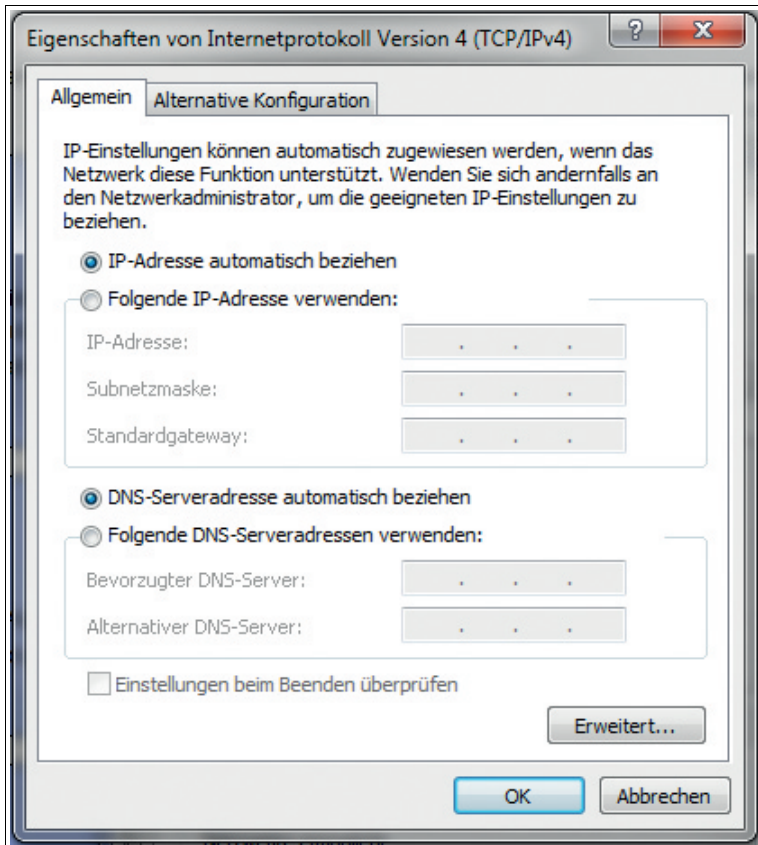 Eigenschaften von Internetprotokoll Version 4 (TCP/IPv4)
Allgemein
Alternative Konfiguration
IP-Einstellungen können automatisch zugewiesen werden, wenn das
Netzwerk diese Funktion unterstützt. Wenden Sie sich andernfalls an
den Netzwerkadministrator, um die geeigneten IP-Einstellungen zu
beziehen.
IP-Adresse automatisch beziehen
Folgende IP-Adresse verwenden:
IP-Adresse:
Subnetzmaske:
Standardgateway:
DNS-Serveradresse automatisch beziehen
Folgende DNS-Serveradressen verwenden:
Bevorzugter DNS-Server:
Alternativer DNS-Server:
Einstellungen beim Beenden überprüfen
Erweitert...
OK
Abbrechen